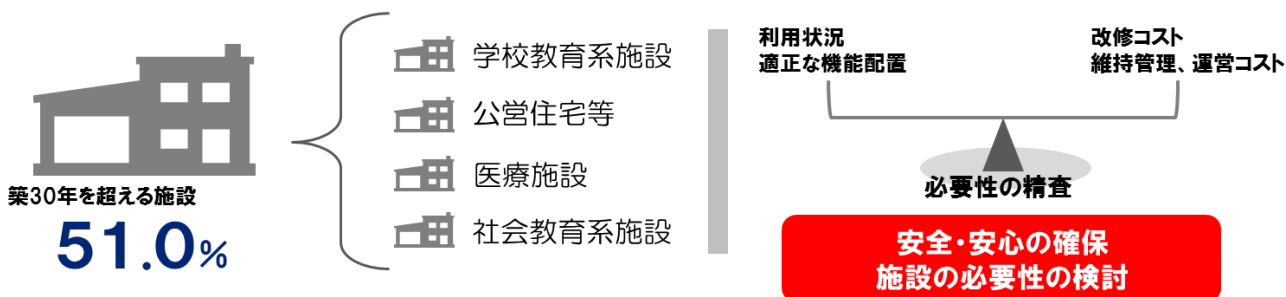 築30年を超える施設
51.0%
学校教育系施設
公営住宅等
医療施設
社会教育系施設
利用状況
適正な機能配置
改修コスト
維持管理、運営コスト
必要性の精査
安全・安心の確保
施設の必要性の検討